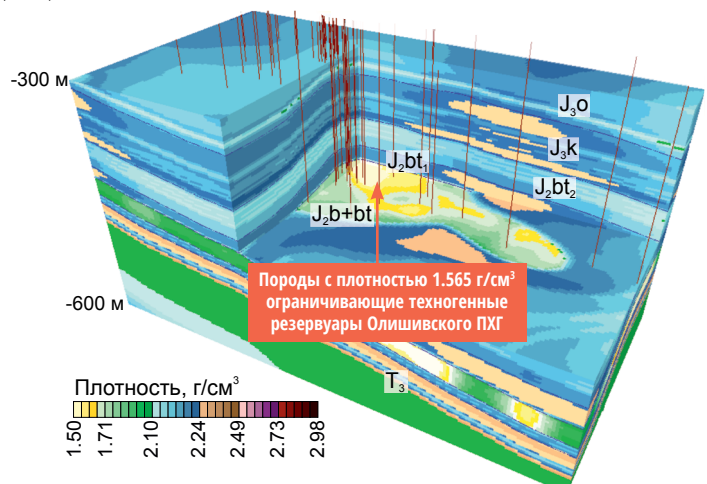 -300 м
J₃o
J₃k
J₂bt₁
J₂bt₂
J₂b+bt
Породы с плотностью 1.565 г/см³
ограничивающие техногенные
резервуары Олишивского ПХГ
-600 м
T₃
Плотность, г/см³
1.50
1.71
2.10
2.24
2.49
2.73
2.98